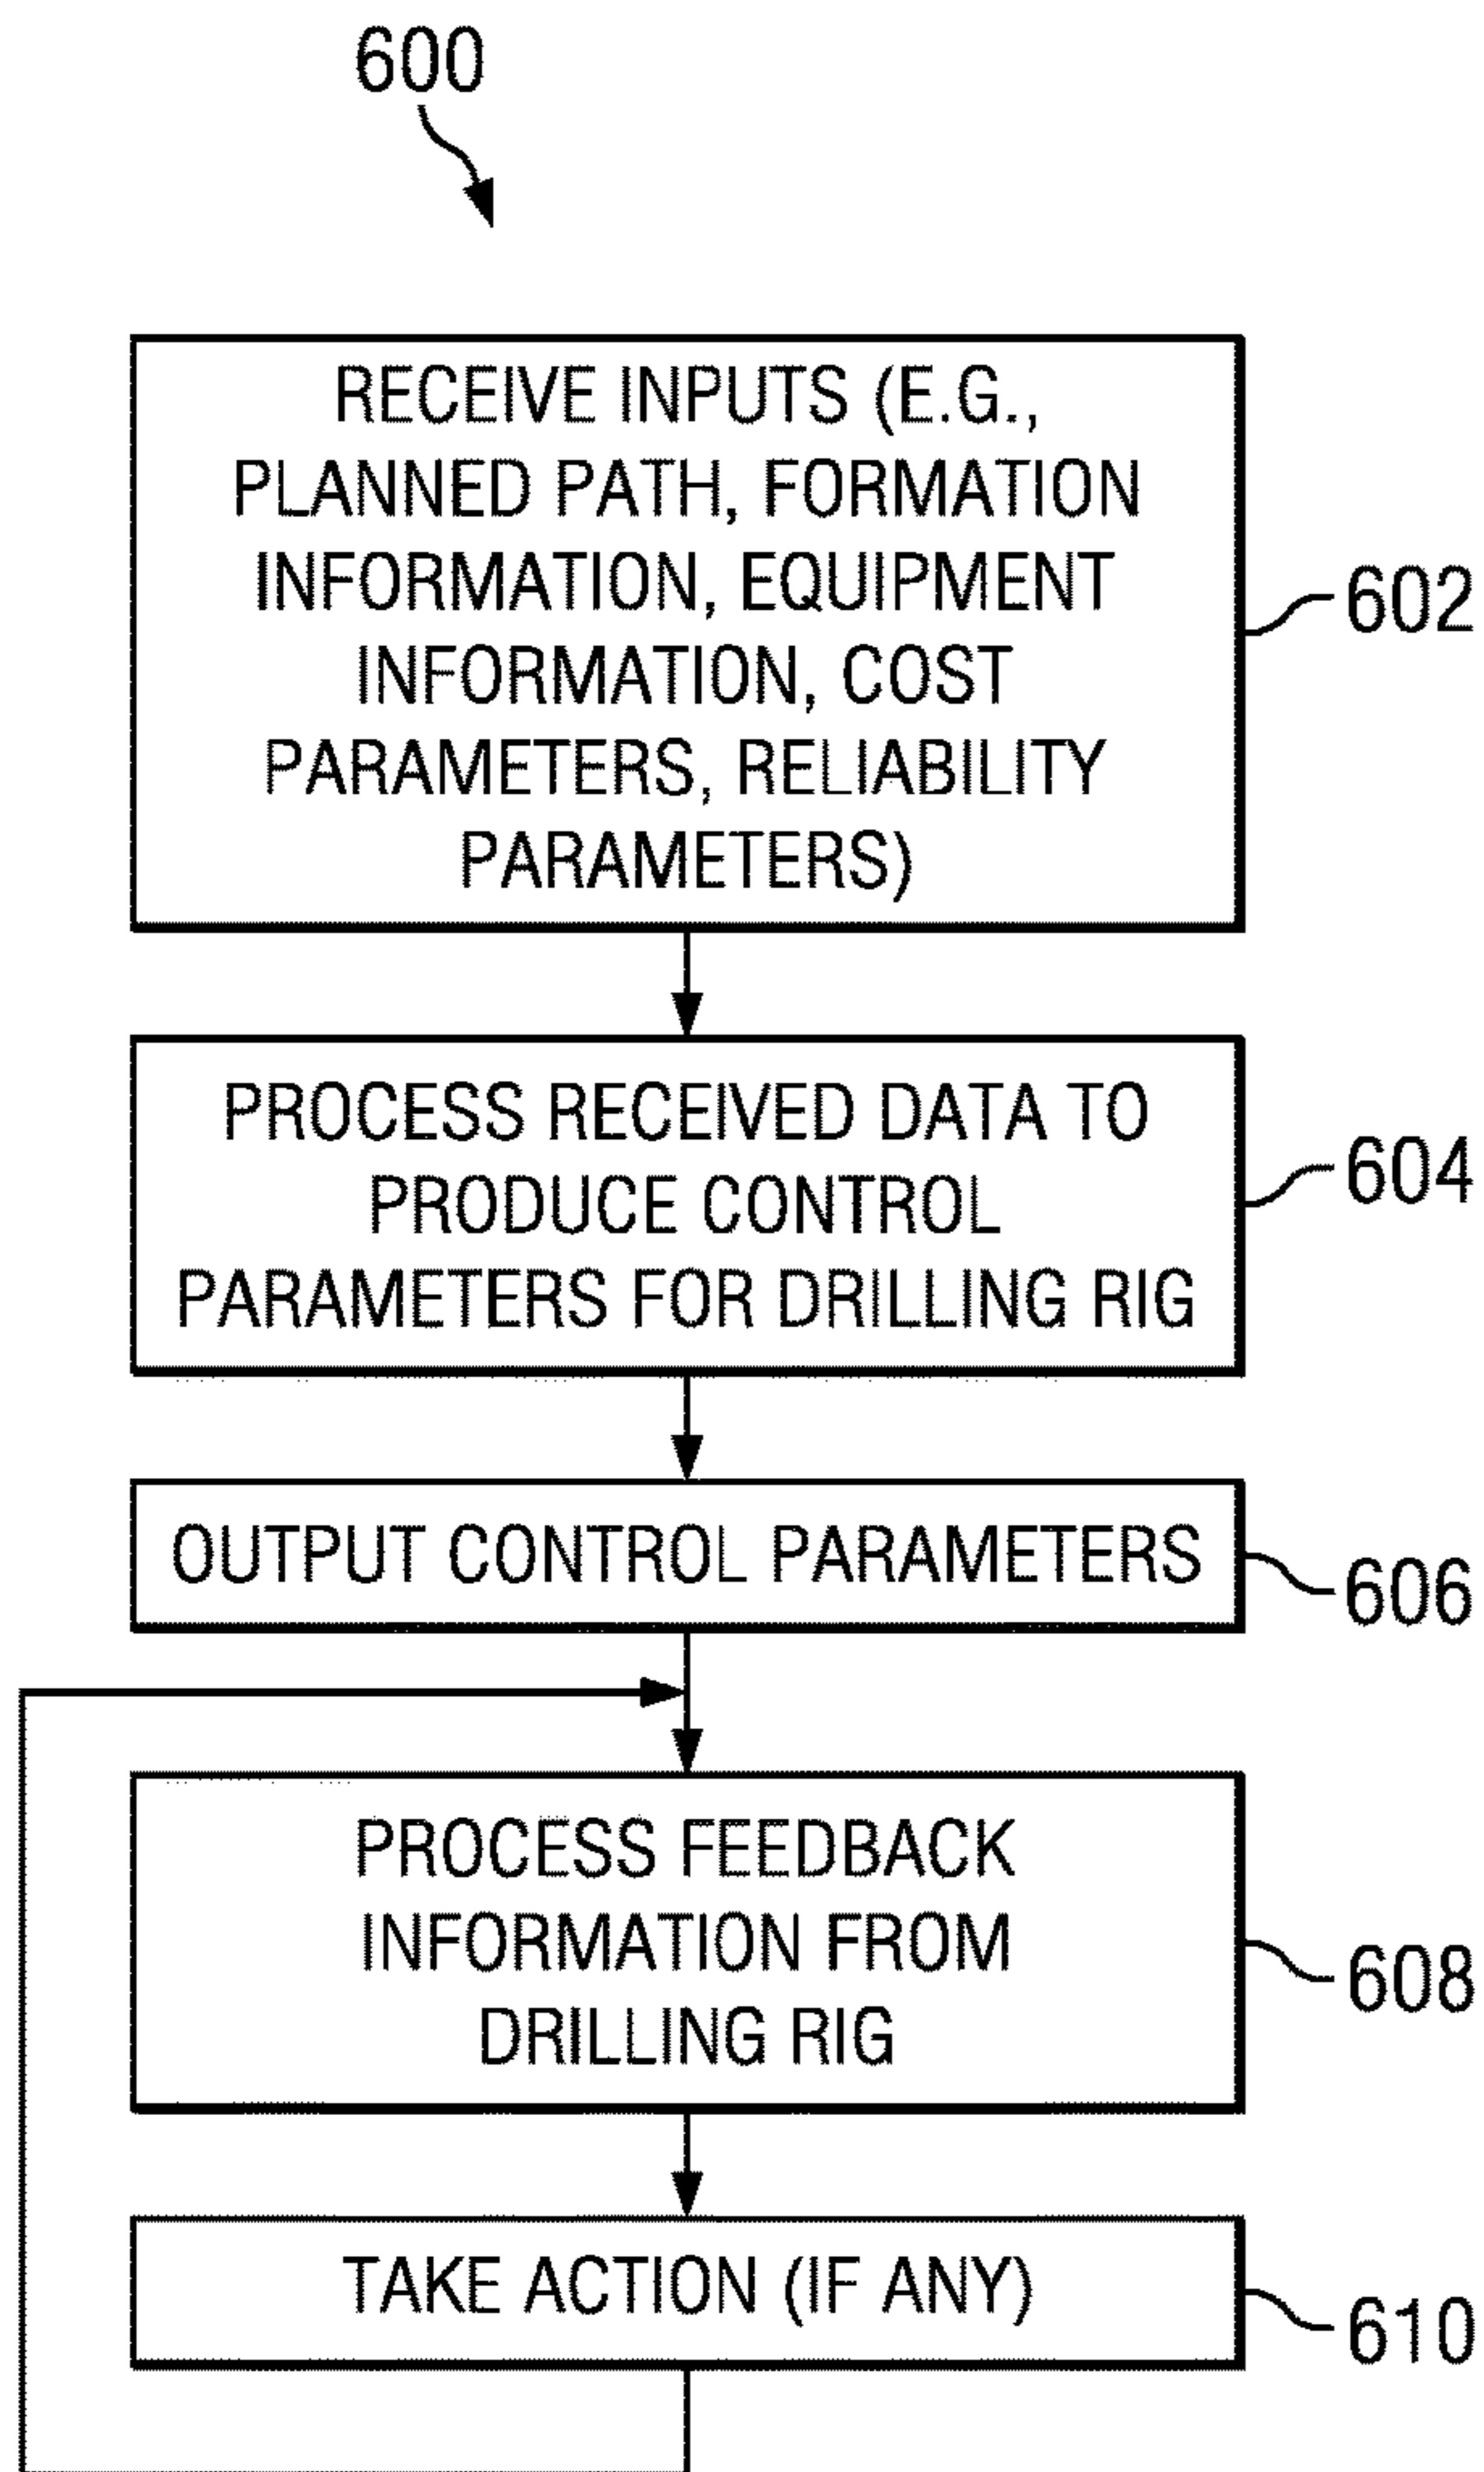 600
RECEIVE INPUTS (E.G.,
PLANNED PATH, FORMATION
INFORMATION, EQUIPMENT
INFORMATION, COST
PARAMETERS, RELIABILITY
PARAMETERS)
602
PROCESS RECEIVED DATA TO
PRODUCE CONTROL
PARAMETERS FOR DRILLING RIG
604
OUTPUT CONTROL PARAMETERS
606
PROCESS FEEDBACK
INFORMATION FROM
DRILLING RIG
608
TAKE ACTION (IF ANY)
610